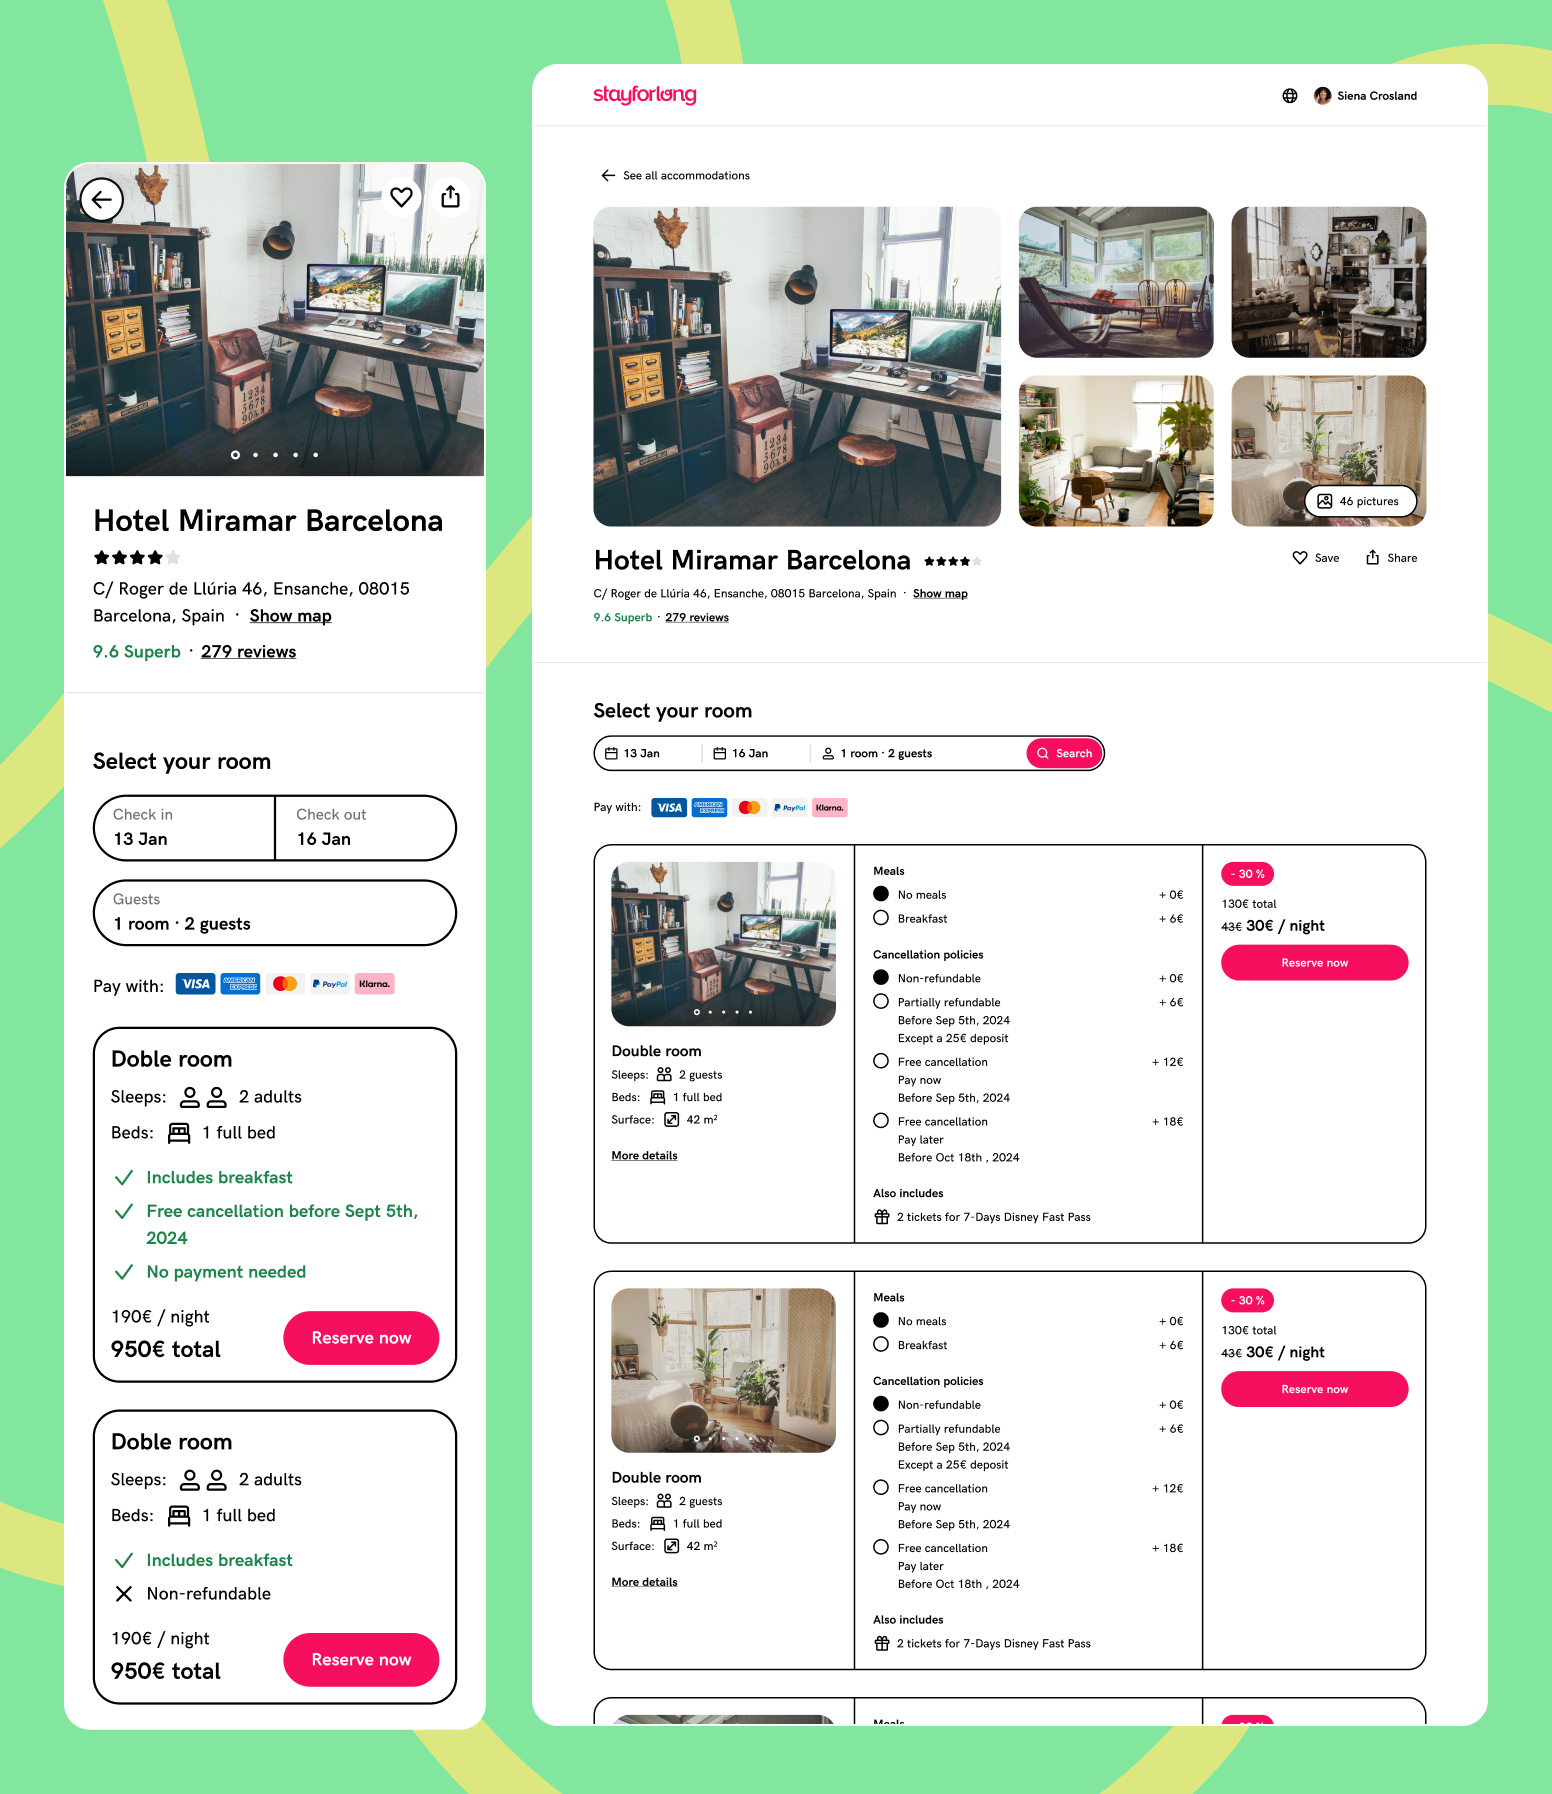 Hotel Miramar Barcelona
C/ Roger de Llúria 46, Ensanche, 08015
Barcelona, Spain · Show map
9.6 Superb · 279 reviews
Select your room
Check in
13 Jan
Check out
16 Jan
Guests
1 room · 2 guests
Pay with: VISA AMERICAN EXPRESS PayPal Klarna.
Doble room
Sleeps: 2 adults
Beds: 1 full bed
Includes breakfast
Free cancellation before Sept 5th,
2024
No payment needed
190€ / night
950€ total
Reserve now
Doble room
Sleeps: 2 adults
Beds: 1 full bed
Includes breakfast
Non-refundable
190€ / night
950€ total
Reserve now
stayforlong
Siena Crosland
See all accommodations
46 pictures
Hotel Miramar Barcelona
Save
Share
C/ Roger de Llúria 46, Ensanche, 08015 Barcelona, Spain · Show map
9.6 Superb · 279 reviews
Select your room
13 Jan
16 Jan
1 room · 2 guests
Search
Pay with: VISA AMERICAN EXPRESS PayPal Klarna.
Double room
Sleeps: 2 guests
Beds: 1 full bed
Surface: 42 m²
More details
Meals
No meals + 0€
Breakfast + 6€
Cancellation policies
Non-refundable + 0€
Partially refundable + 6€
Before Sep 5th, 2024
Except a 25€ deposit
Free cancellation + 12€
Pay now
Before Sep 5th, 2024
Free cancellation + 18€
Pay later
Before Oct 18th , 2024
Also includes
2 tickets for 7-Days Disney Fast Pass
- 30 %
130€ total
43€ 30€ / night
Reserve now
Double room
Sleeps: 2 guests
Beds: 1 full bed
Surface: 42 m²
More details
Meals
No meals + 0€
Breakfast + 6€
Cancellation policies
Non-refundable + 0€
Partially refundable + 6€
Before Sep 5th, 2024
Except a 25€ deposit
Free cancellation + 12€
Pay now
Before Sep 5th, 2024
Free cancellation + 18€
Pay later
Before Oct 18th , 2024
Also includes
2 tickets for 7-Days Disney Fast Pass
- 30 %
130€ total
43€ 30€ / night
Reserve now
Meals